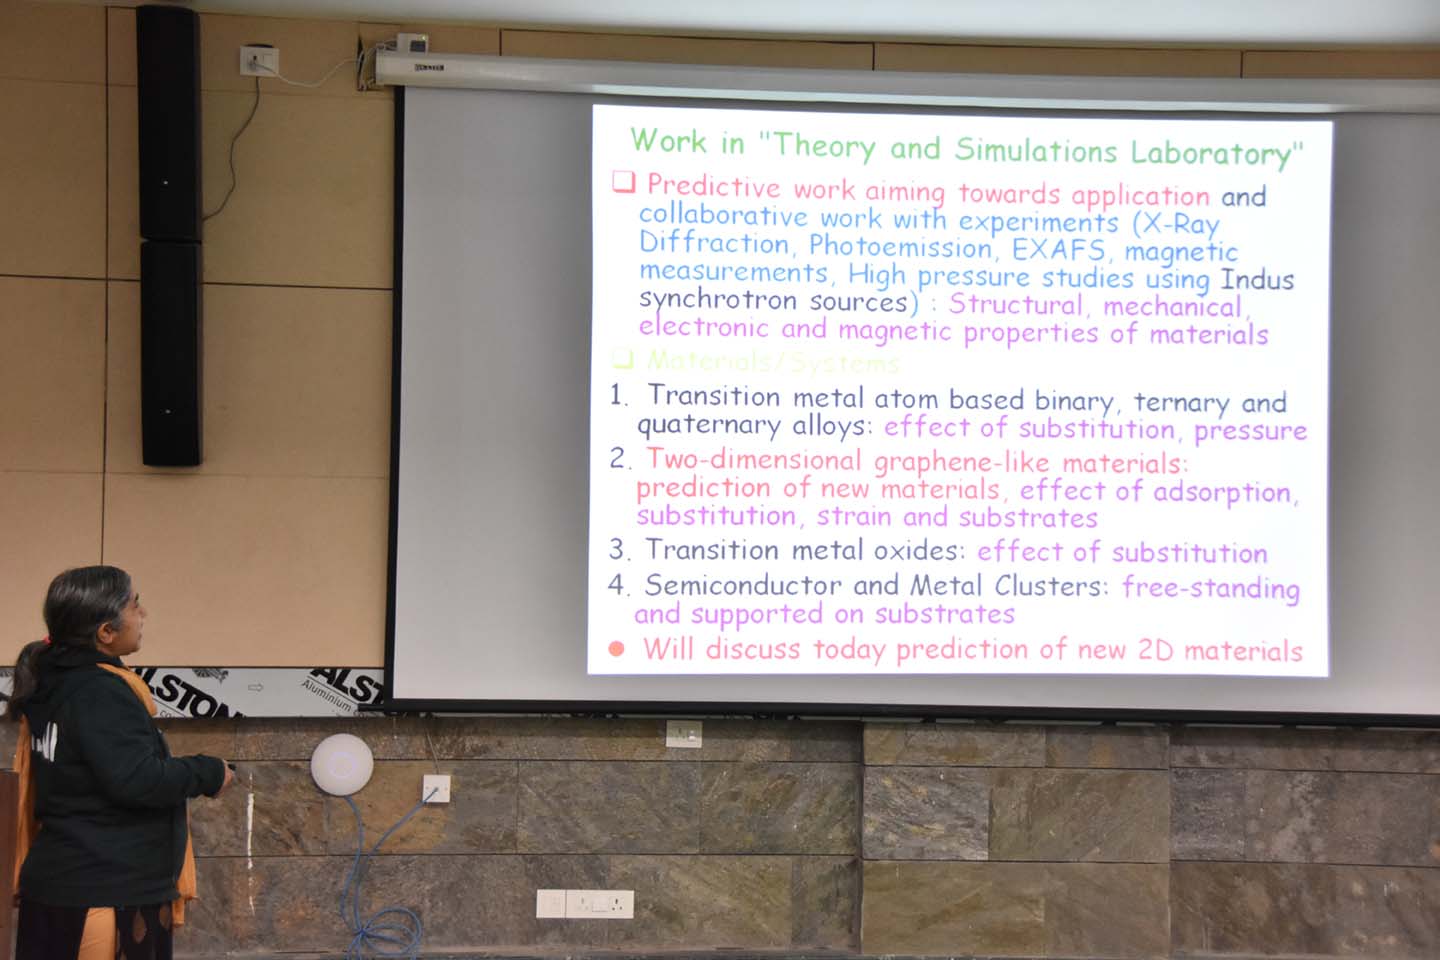 Work in "Theory and Simulations Laboratory"
❑ Predictive work aiming towards application and
collaborative work with experiments (X-Ray
Diffraction, Photoemission, EXAFS, magnetic
measurements, High pressure studies using Indus
synchrotron sources) : Structural, mechanical,
electronic and magnetic properties of materials
❑ Materials/Systems
1. Transition metal atom based binary, ternary and
quaternary alloys: effect of substitution, pressure
2. Two-dimensional graphene-like materials:
prediction of new materials, effect of adsorption,
substitution, strain and substrates
3. Transition metal oxides: effect of substitution
4. Semiconductor and Metal Clusters: free-standing
and supported on substrates
● Will discuss today prediction of new 2D materials
ALSTON
Aluminium